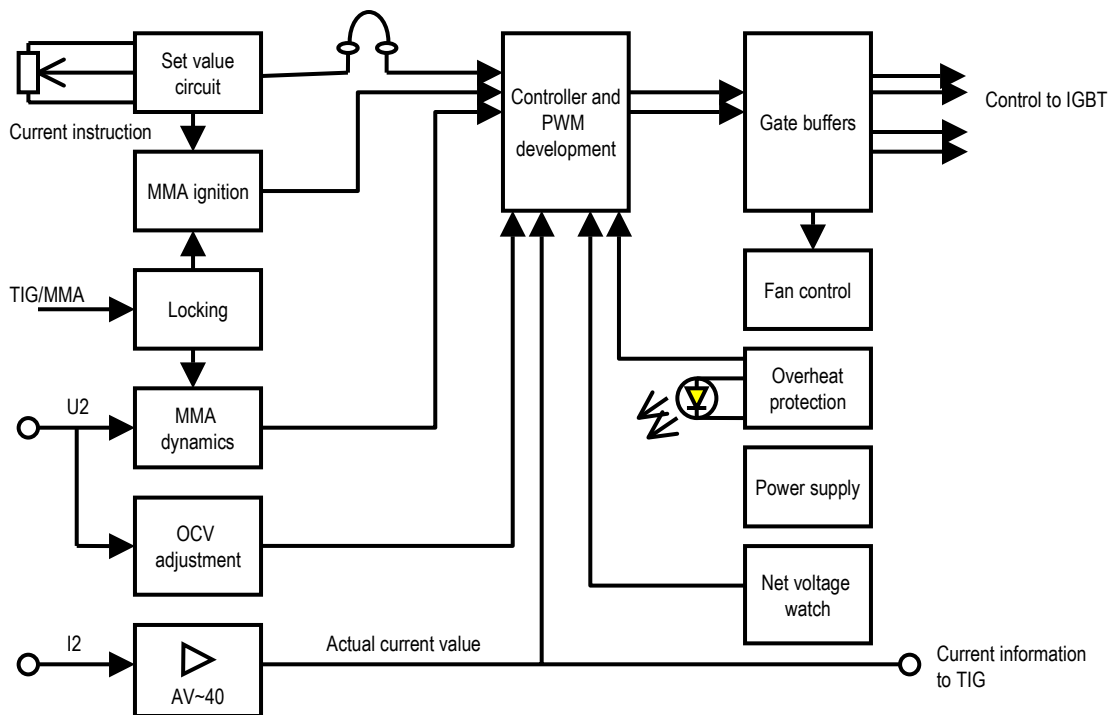 Set value
circuit
Current instruction
MMA ignition
TIG/MMA
Locking
U2
MMA
dynamics
OCV
adjustment
I2
AV~40
Actual current value
Controller and
PWM
development
Gate buffers
Control to IGBT
Fan control
Overheat
protection
Power supply
Net voltage
watch
Current information
to TIG